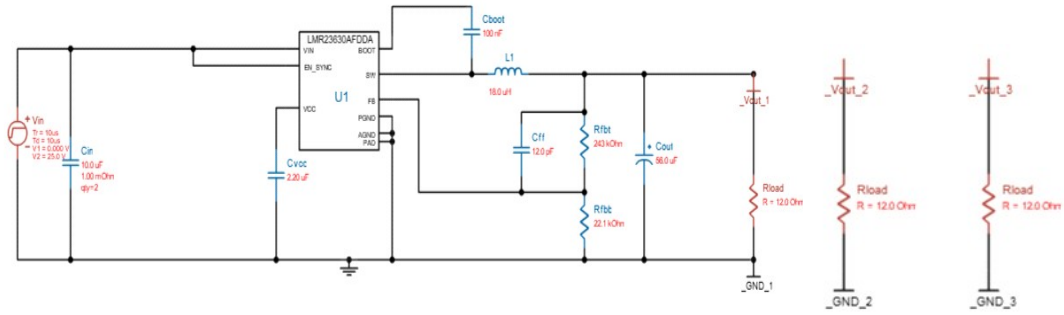 LMR23630AFDDA
VIN
BOOT
EN_SYNC
SW
U1
VCC
FB
PGND
AGND
PAD
Cboot
100 nF
L1
18.0 uH
Vin
Tr = 10us
Td = 10us
V1 = 0.000 V
V2 = 25.0 V
Cin
10.0 uF
1.00 mOhm
qty=2
Cvcc
2.20 uF
Cff
12.0 pF
Rfbt
243 kOhm
Cout
56.0 uF
Rfbb
22.1 kOhm
_Vout_1
Rload
R = 12.0 Ohm
_GND_1
_Vout_2
Rload
R = 12.0 Ohm
_GND_2
_Vout_3
Rload
R = 12.0 Ohm
_GND_3